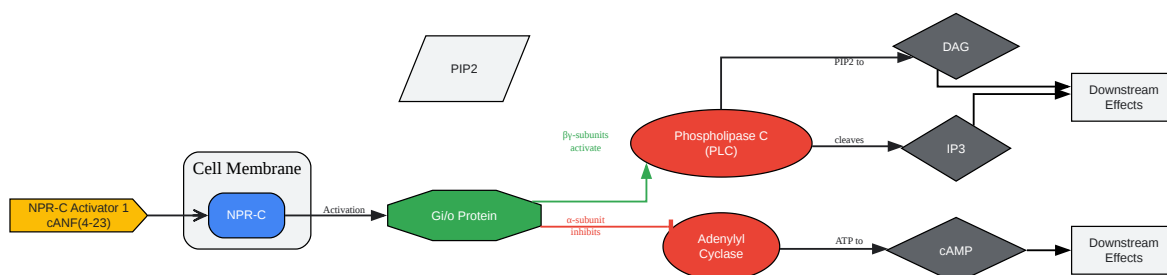 NPR-C Activator 1
cANF(4-23)
Cell Membrane
NPR-C
Activation
Gi/o Protein
PIP2
βγ-subunits
activate
α-subunit
inhibits
Phospholipase C
(PLC)
Adenylyl
Cyclase
PIP2 to
cleaves
ATP to
DAG
IP3
cAMP
Downstream
Effects
Downstream
Effects